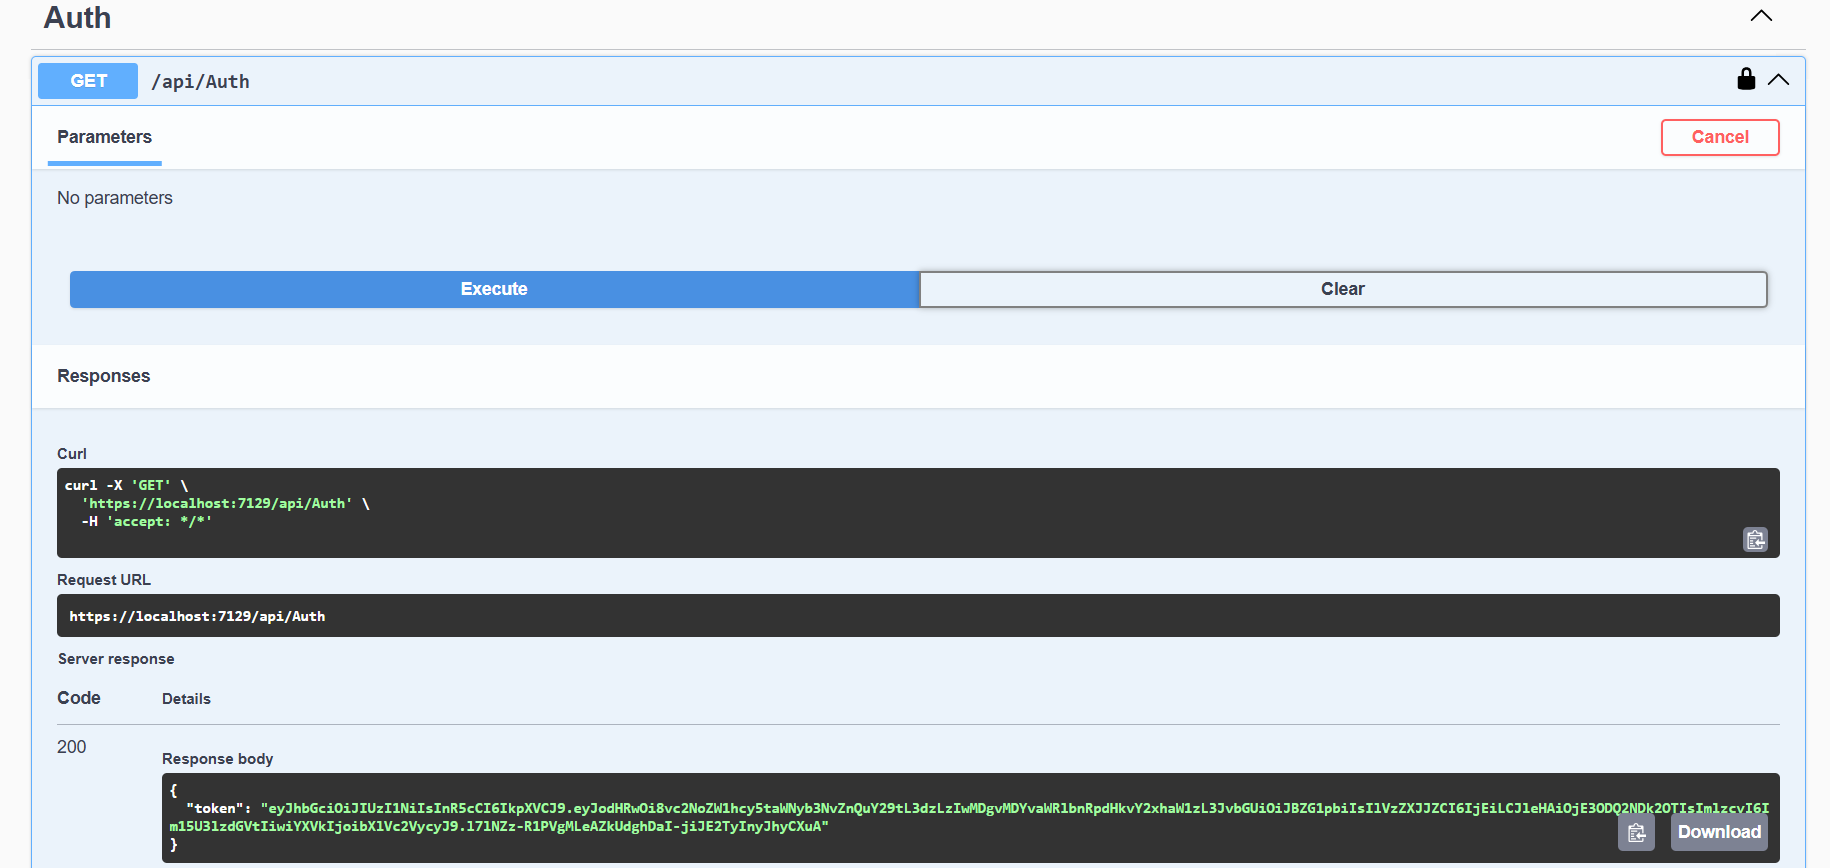 Auth
GET /api/Auth
Parameters
Cancel
No parameters
Execute
Clear
Responses
Curl
curl -X 'GET' \
  'https://localhost:7129/api/Auth' \
  -H 'accept: */*'
Request URL
https://localhost:7129/api/Auth
Server response
Code Details
200
Response body
{
  "token": "eyJhbGciOiJIUzI1NiIsInR5cCI6IkpXVCJ9.eyJodHRwOi8vc2NoZW1hcy5taWNyb3NvZnQuY29tL3dzLzIwMDgvMDYvaWRlbnRpdHkvY2xhaW1zL3JvbGUiOiJBZG1pbiIsIlVzZXJJZCI6IjEiLCJleHAiOjE3ODQ2NDk2OTIsImlzcyI6I
m15U3lzdGVtIiwiYXVkIjoibXlVc2VycyJ9.l7lNZz-R1PVgMLeAZkUdghDaI-jiJE2TyInyJhyCXuA"
}
Download